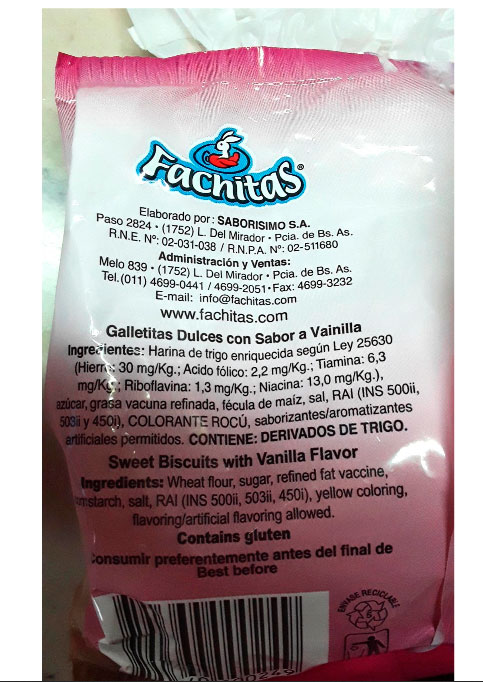 Fachitas®
Elaborado por: SABORISIMO S.A.
Paso 2824 • (1752) L. Del Mirador • Pcia. de Bs. As.
R.N.E. Nº: 02-031-038 / R.N.P.A. Nº: 02-511680
Administración y Ventas:
Melo 839 • (1752) L. Del Mirador • Pcia. de Bs. As.
Tel.(011) 4699-0441 / 4699-2051 • Fax: 4699-3232
E-mail: info@fachitas.com
www.fachitas.com
Galletitas Dulces con Sabor a Vainilla
Ingredientes: Harina de trigo enriquecida según Ley 25630
(Hierro: 30 mg/Kg.; Acido fólico: 2,2 mg/Kg.; Tiamina: 6,3
mg/Kg.; Riboflavina: 1,3 mg/Kg.; Niacina: 13,0 mg/Kg.),
azúcar, grasa vacuna refinada, fécula de maíz, sal, RAI (INS 500ii,
503ii y 450i), COLORANTE ROCÚ, saborizantes/aromatizantes
artificiales permitidos. CONTIENE: DERIVADOS DE TRIGO.
Sweet Biscuits with Vanilla Flavor
Ingredients: Wheat flour, sugar, refined fat vaccine,
cornstarch, salt, RAI (INS 500ii, 503ii, 450i), yellow coloring,
flavoring/artificial flavoring allowed.
Contains gluten
Consumir preferentemente antes del final de
Best before
ENVASE RECICLABLE
5